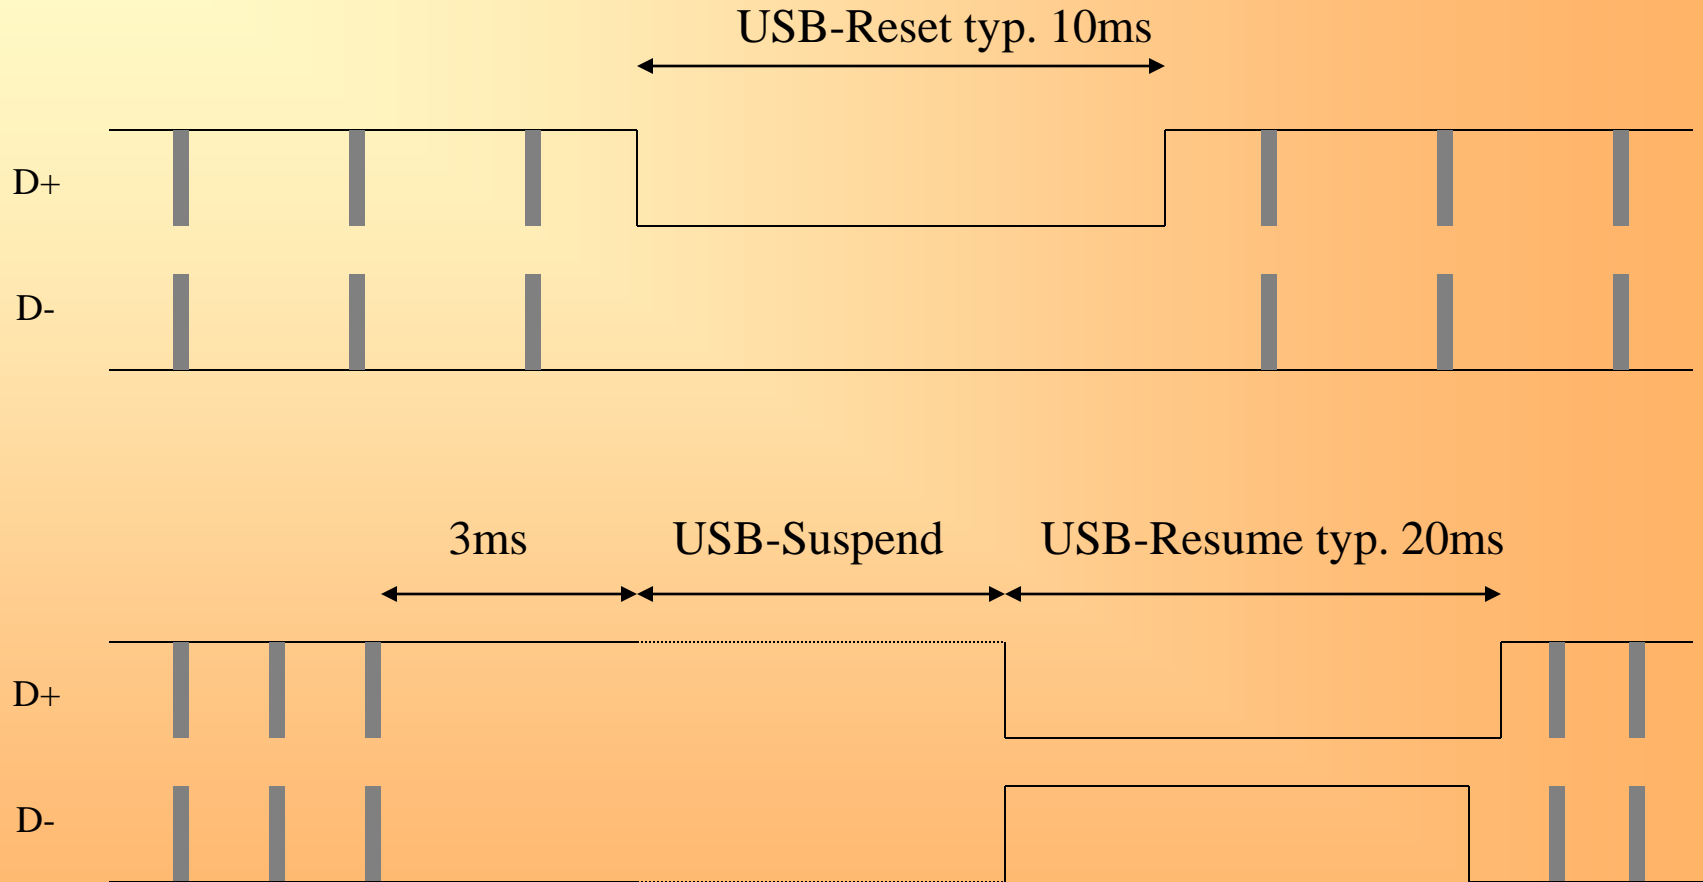 USB-Reset typ. 10ms
D+
D-
3ms USB-Suspend USB-Resume typ. 20ms
D+
D-